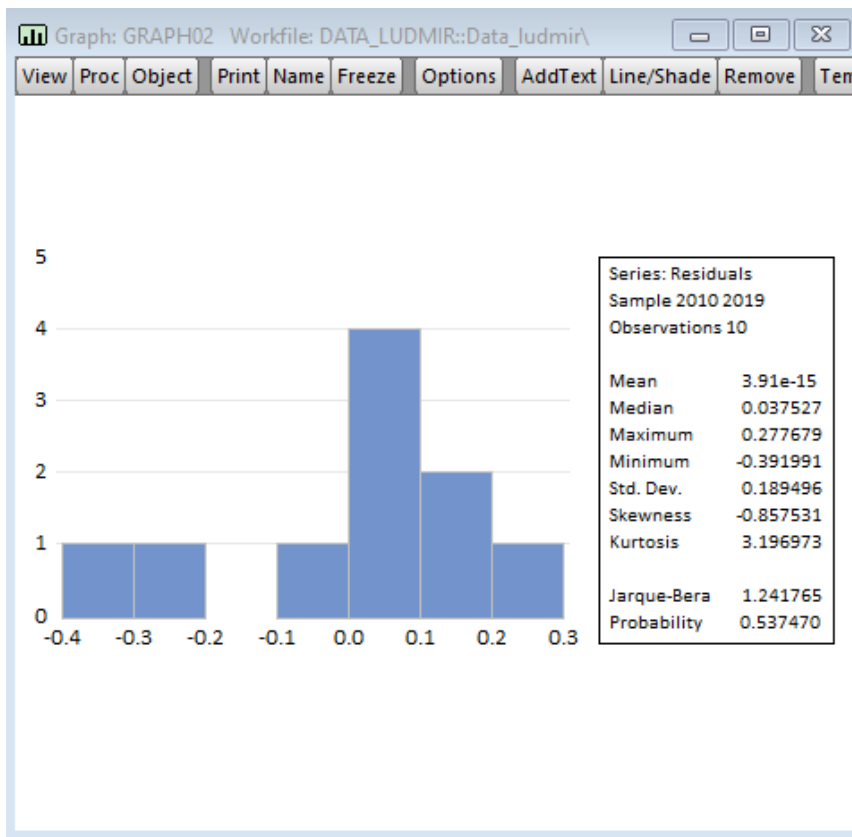 Graph: GRAPH02 Workfile: DATA_LUDMIR::Data_ludmir\
View Proc Object Print Name Freeze Options AddText Line/Shade Remove Tem
5
4
3
2
1
0
-0.4 -0.3 -0.2 -0.1 0.0 0.1 0.2 0.3
Series: Residuals
Sample 2010 2019
Observations 10
Mean 3.91e-15
Median 0.037527
Maximum 0.277679
Minimum -0.391991
Std. Dev. 0.189496
Skewness -0.857531
Kurtosis 3.196973
Jarque-Bera 1.241765
Probability 0.537470